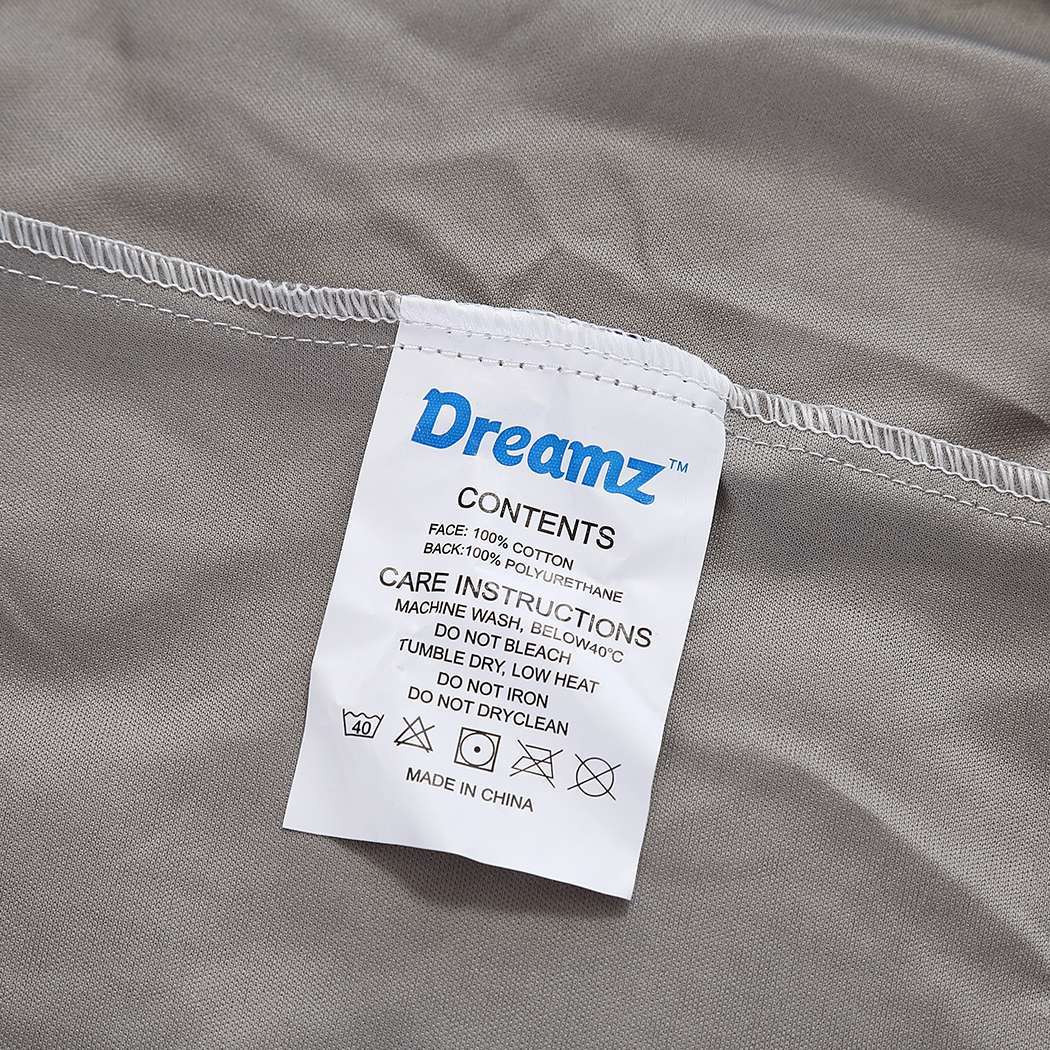 Dreamz™
CONTENTS
FACE: 100% COTTON
BACK:100% POLYURETHANE
CARE INSTRUCTIONS
MACHINE WASH, BELOW40℃
DO NOT BLEACH
TUMBLE DRY, LOW HEAT
DO NOT IRON
DO NOT DRYCLEAN
40
MADE IN CHINA